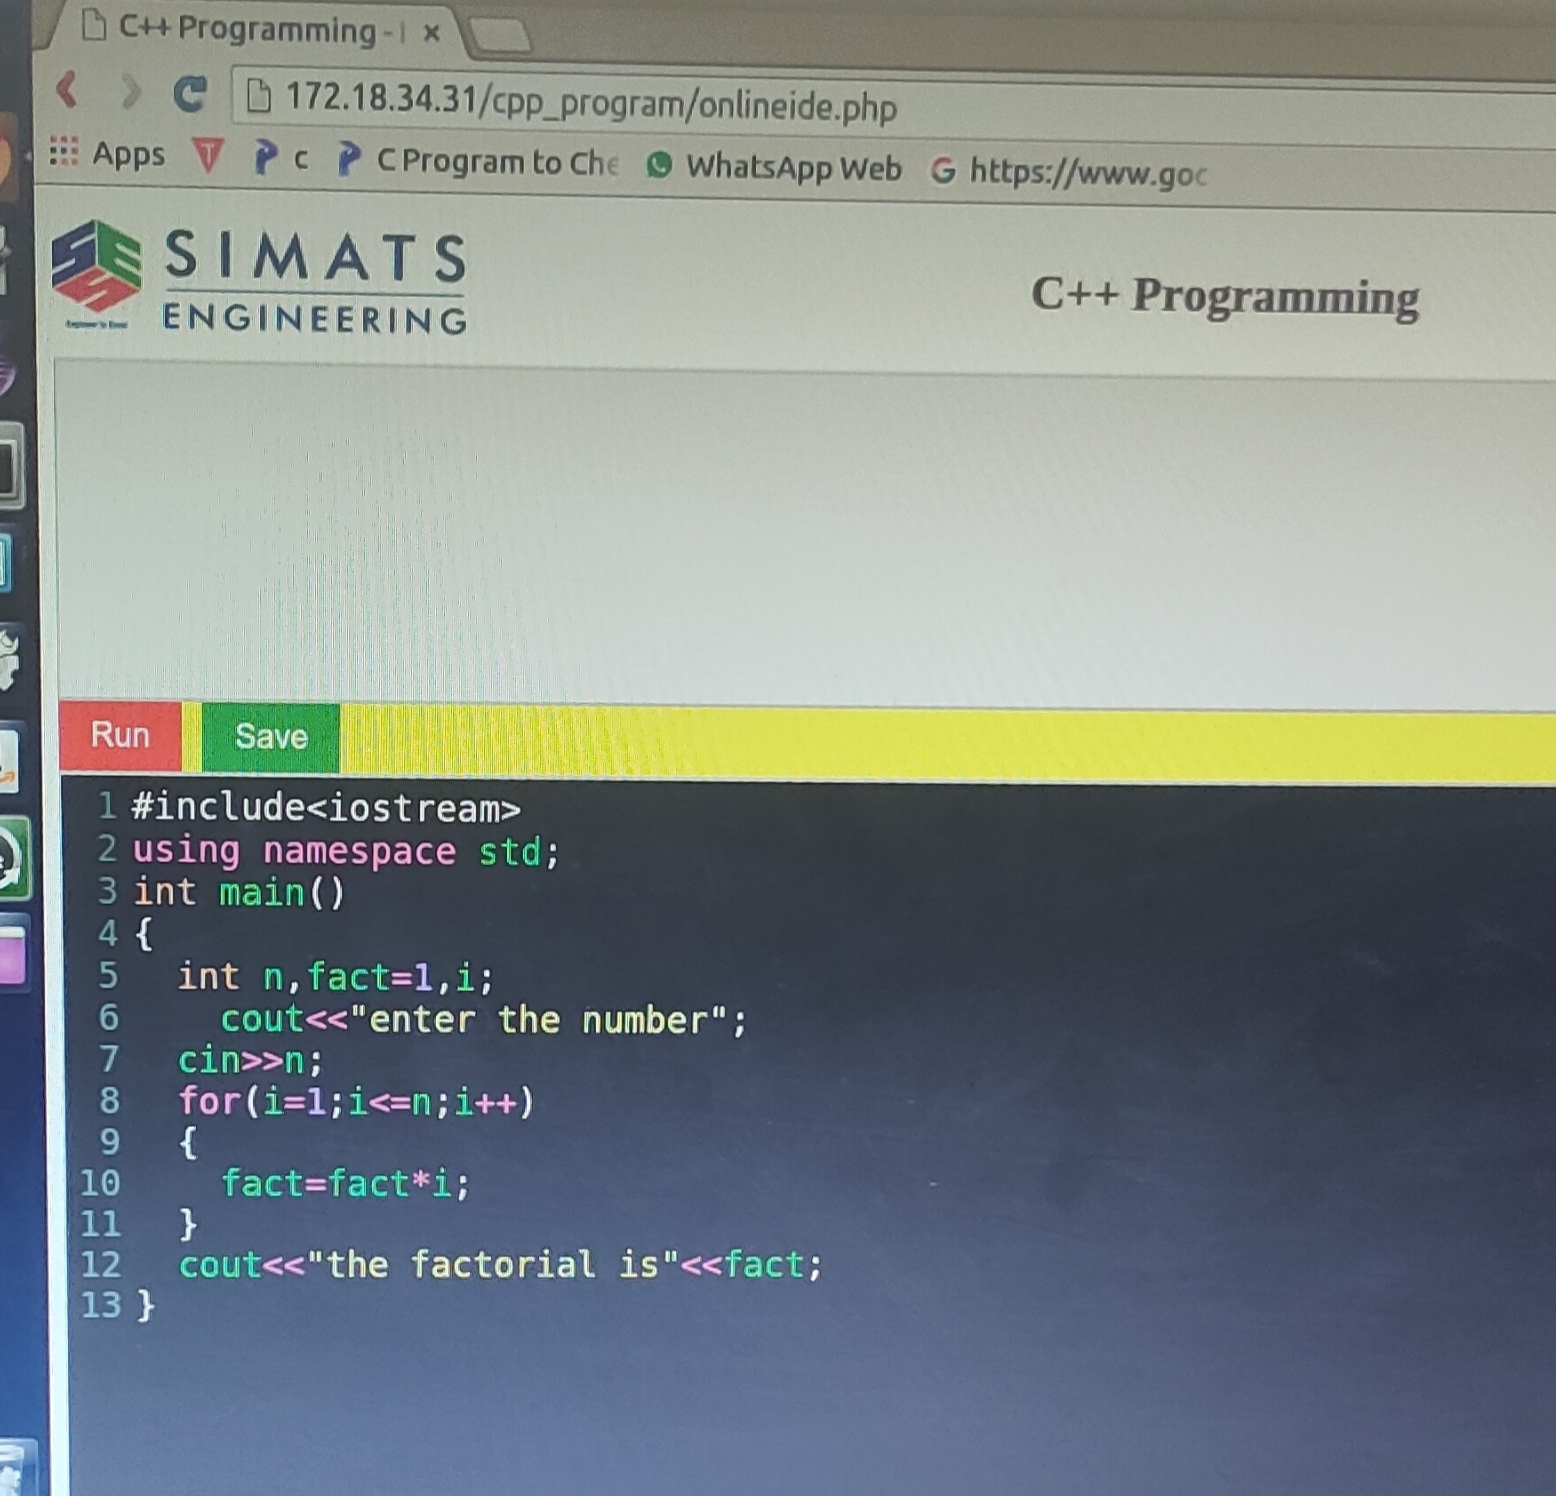 C++ Programming -
172.18.34.31/cpp_program/onlineide.php
Apps c C Program to Che WhatsApp Web https://www.goo
SIMATS
ENGINEERING
C++ Programming
Run Save
1 #include<iostream>
2 using namespace std;
3 int main()
4 {
5 int n,fact=1,i;
6 cout<<"enter the number";
7 cin>>n;
8 for(i=1;i<=n;i++)
9 {
10 fact=fact*i;
11 }
12 cout<<"the factorial is"<<fact;
13 }